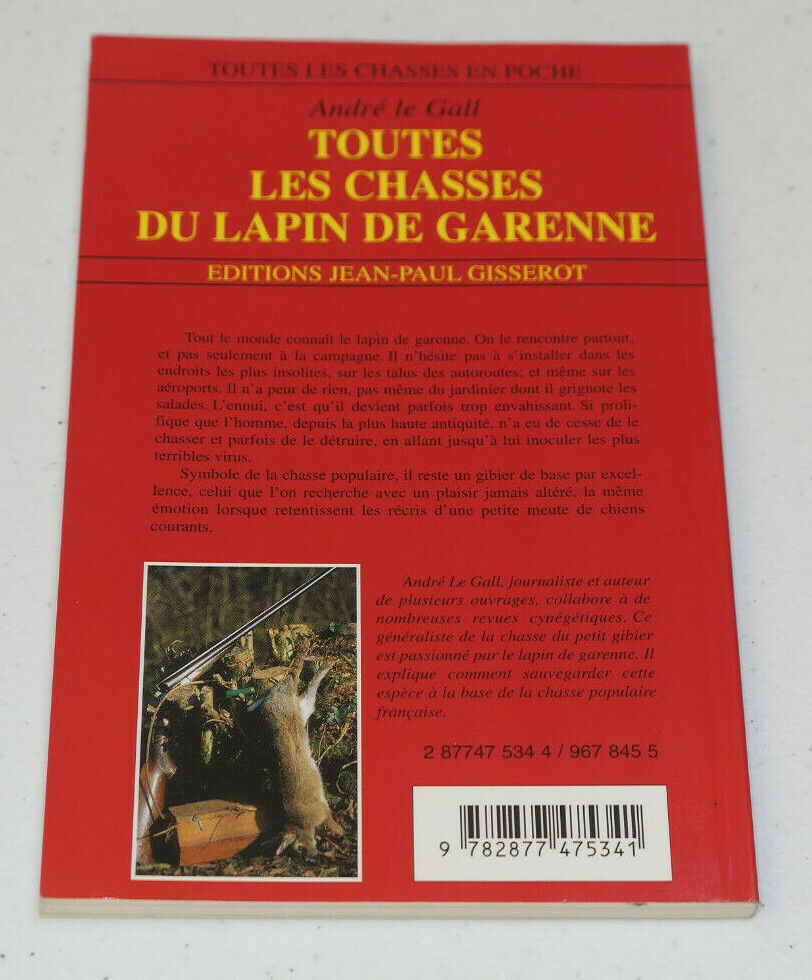 TOUTES LES CHASSES EN POCHE
André le Gall
TOUTES
LES CHASSES
DU LAPIN DE GARENNE
EDITIONS JEAN-PAUL GISSEROT
Tout le monde connaît le lapin de garenne. On le rencontre partout,
et pas seulement à la campagne. Il n'hésite pas à s'installer dans les
endroits les plus insolites, sur les talus des autoroutes; et même sur les
aéroports. Il n'a peur de rien, pas même du jardinier dont il grignote les
salades. L'ennui, c'est qu'il devient parfois trop envahissant. Si proli-
fique que l'homme, depuis la plus haute antiquité, n'a eu de cesse de le
chasser et parfois de le détruire, en allant jusqu'à lui inoculer les plus
terribles virus.
Symbole de la chasse populaire, il reste un gibier de base par excel-
lence, celui que l'on recherche avec un plaisir jamais altéré, la même
émotion lorsque retentissent les récris d'une petite meute de chiens
courants.
André Le Gall, journaliste et auteur
de plusieurs ouvrages, collabore à de
nombreuses revues cynégétiques. Ce
généraliste de la chasse du petit gibier
est passionné par le lapin de garenne. Il
explique comment sauvegarder cette
espèce à la base de la chasse populaire
française.
2 87747 534 4 / 967 845 5
9 782877 475341